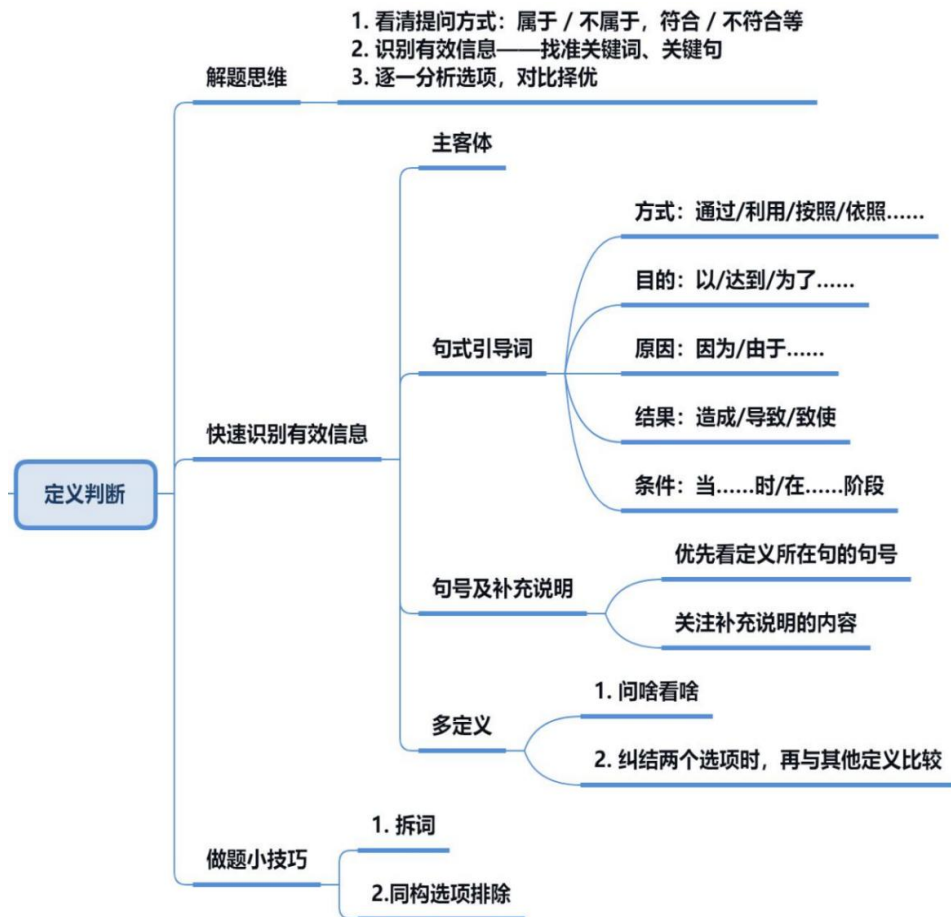 1. 看清提问方式：属于 / 不属于，符合 / 不符合等
2. 识别有效信息——找准关键词、关键句
3. 逐一分析选项，对比择优
解题思维
主客体
方式：通过/利用/按照/依照……
目的：以/达到/为了……
句式引导词
原因：因为/由于……
结果：造成/导致/致使
条件：当……时/在……阶段
快速识别有效信息
定义判断
优先看定义所在句的句号
句号及补充说明
关注补充说明的内容
1. 问啥看啥
多定义
2. 纠结两个选项时，再与其他定义比较
1. 拆词
做题小技巧
2.同构选项排除